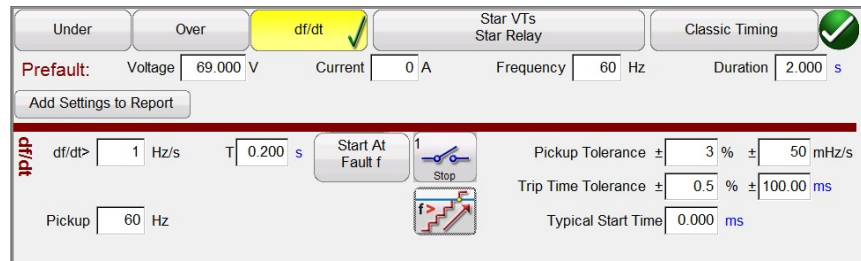 Under Over df/dt Star VTs Star Relay Classic Timing
Prefault: Voltage 69.000 V Current 0 A Frequency 60 Hz Duration 2.000 s
Add Settings to Report
df/dt
df/dt> 1 Hz/s T 0.200 s Start At Fault f 1 Stop Pickup Tolerance ± 3 % ± 50 mHz/s
Trip Time Tolerance ± 0.5 % ± 100.00 ms
Pickup 60 Hz f> Typical Start Time 0.000 ms